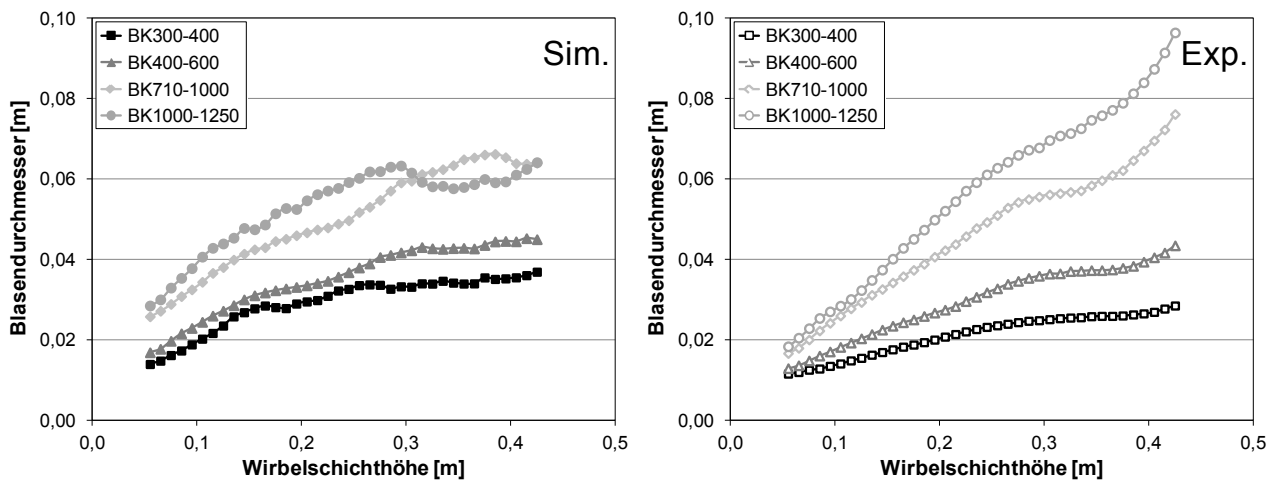 0,10
0,08
0,06
0,04
0,02
0,00
Blasendurchmesser [m]
BK300-400
BK400-600
BK710-1000
BK1000-1250
Sim.
0,0 0,1 0,2 0,3 0,4 0,5
Wirbelschichthöhe [m]
0,10
0,08
0,06
0,04
0,02
0,00
Blasendurchmesser [m]
BK300-400
BK400-600
BK710-1000
BK1000-1250
Exp.
0,0 0,1 0,2 0,3 0,4 0,5
Wirbelschichthöhe [m]